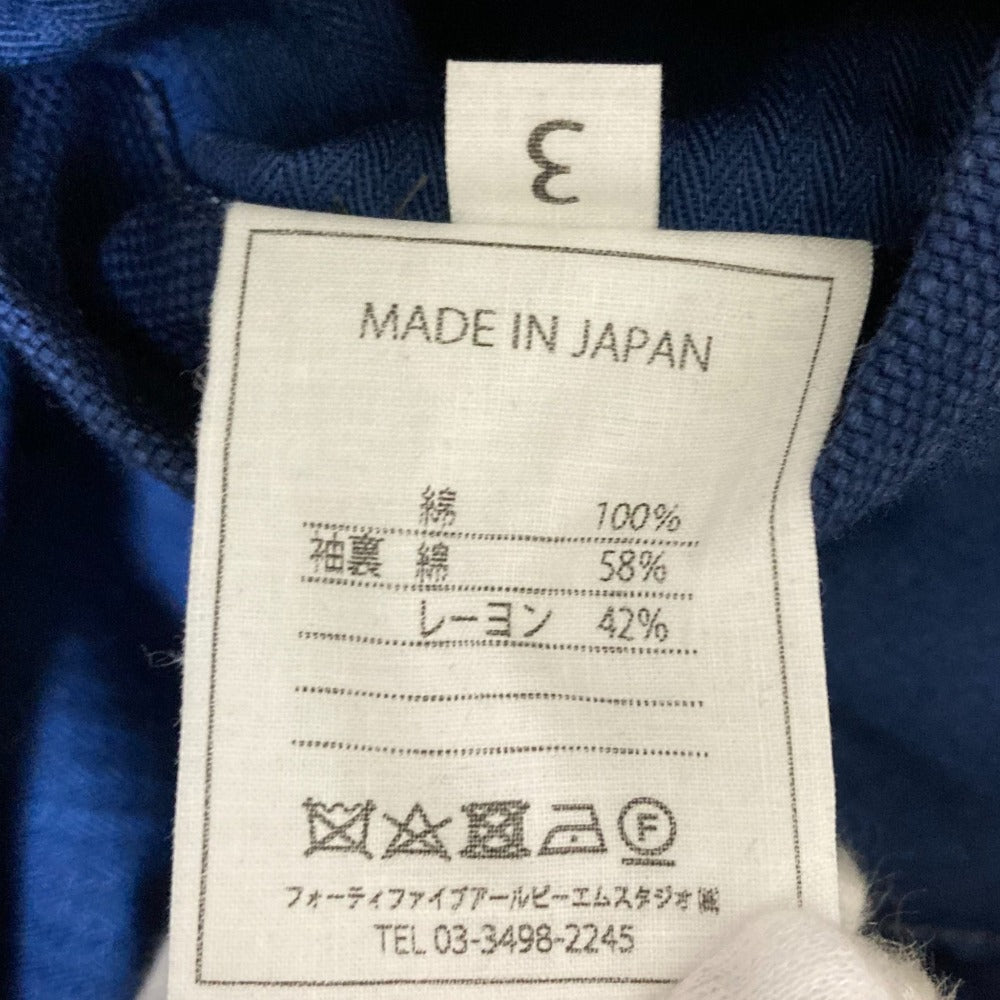 3
MADE IN JAPAN
綿 100%
袖裏 綿 58%
レーヨン 42%
F
フォーティファイブアールピーエムスタジオ㈱
TEL 03-3498-2245